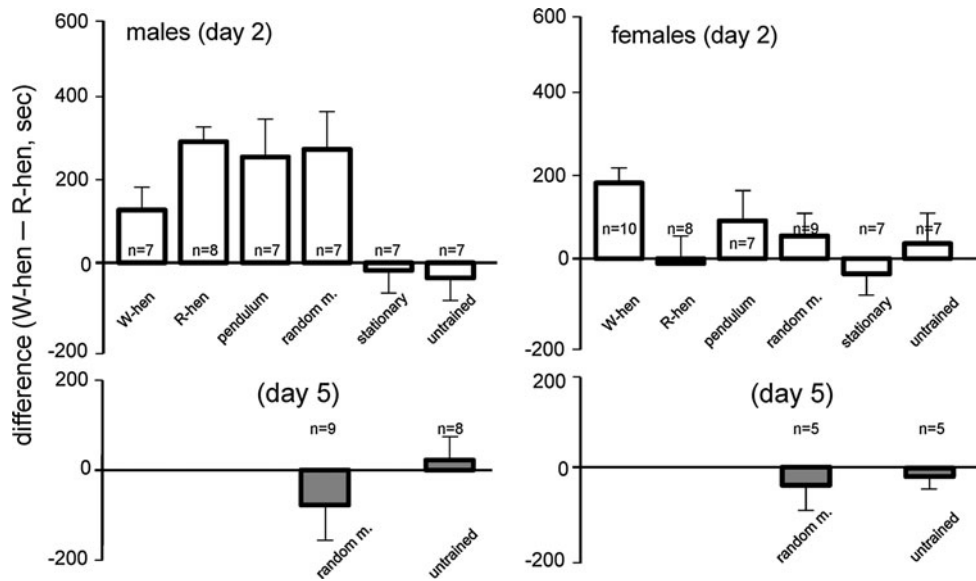 difference (W-hen — R-hen, sec)
males (day 2)
600
400
200
0
-200
n=7
n=8
n=7
n=7
n=7
n=7
W-hen
R-hen
pendulum
random m.
stationary
untrained
females (day 2)
600
400
200
0
-200
n=10
n=8
n=7
n=9
n=7
n=7
W-hen
R-hen
pendulum
random m.
stationary
untrained
(day 5)
200
0
-200
n=9
n=8
random m.
untrained
(day 5)
200
0
-200
n=5
n=5
random m.
untrained